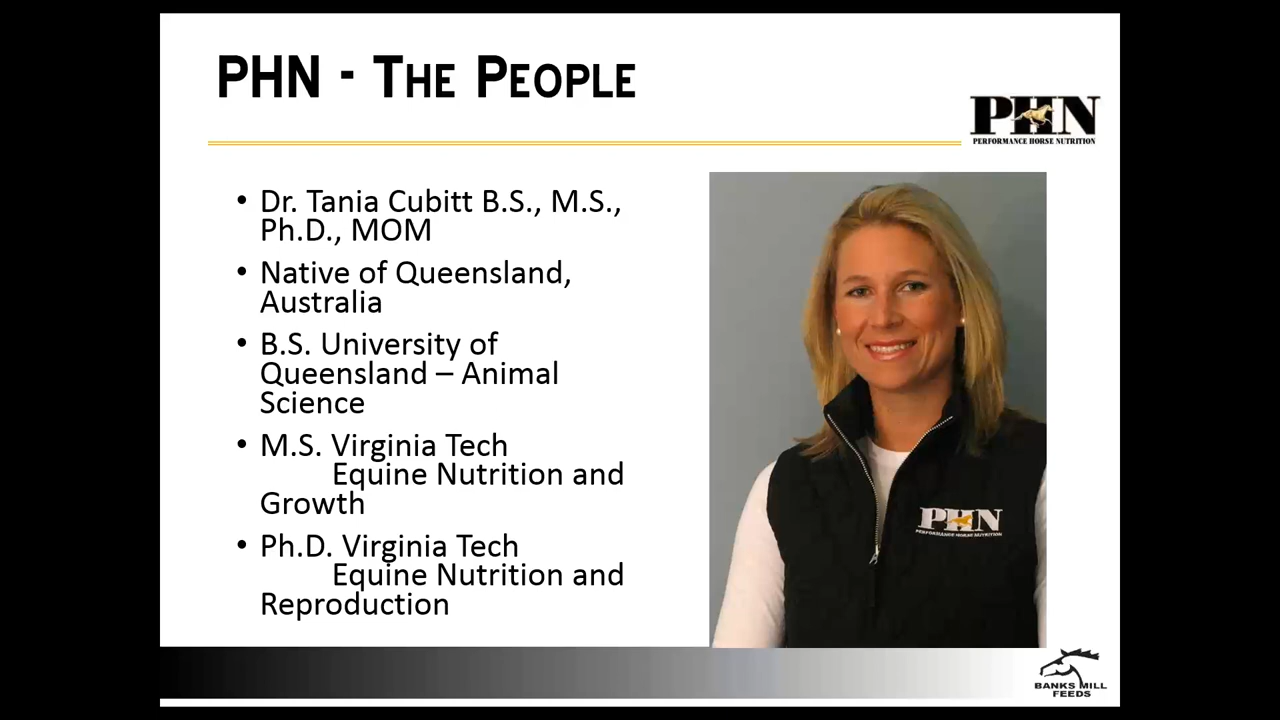 PHN - THE PEOPLE
PHN
PERFORMANCE HORSE NUTRITION
• Dr. Tania Cubitt B.S., M.S.,
Ph.D., MOM
• Native of Queensland,
Australia
• B.S. University of
Queensland – Animal
Science
• M.S. Virginia Tech
Equine Nutrition and
Growth
• Ph.D. Virginia Tech
Equine Nutrition and
Reproduction
PHN
PERFORMANCE HORSE NUTRITION
BANKS MILL
FEEDS